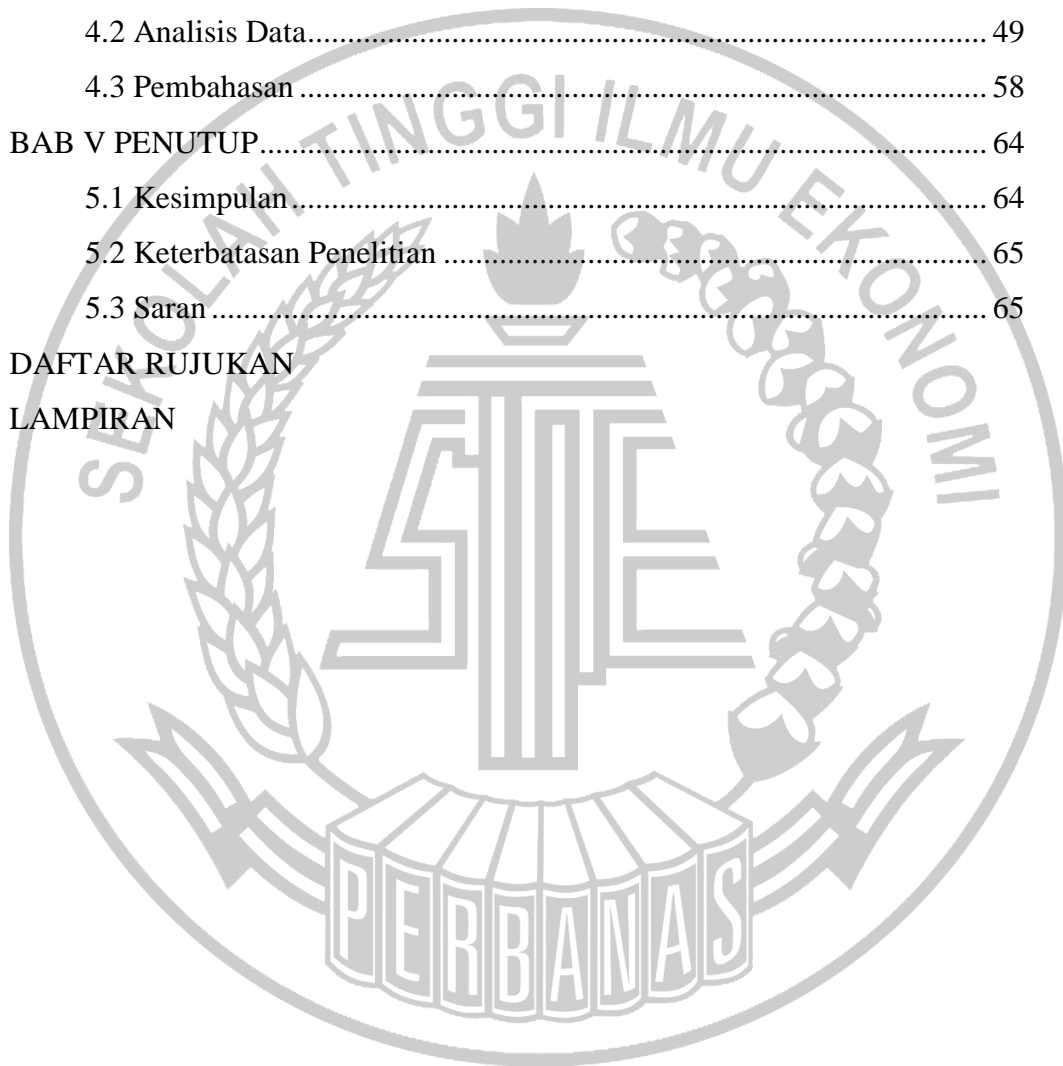 4.2 Analisis Data.......................................................................................... 49
4.3 Pembahasan ........................................................................................... 58
BAB V PENUTUP................................................................................................ 64
5.1 Kesimpulan............................................................................................ 64
5.2 Keterbatasan Penelitian ........................................................................ 65
5.3 Saran ...................................................................................................... 65
DAFTAR RUJUKAN
LAMPIRAN
SEKOLAH TINGGI ILMU EKONOMI
STIE
PERBANAS